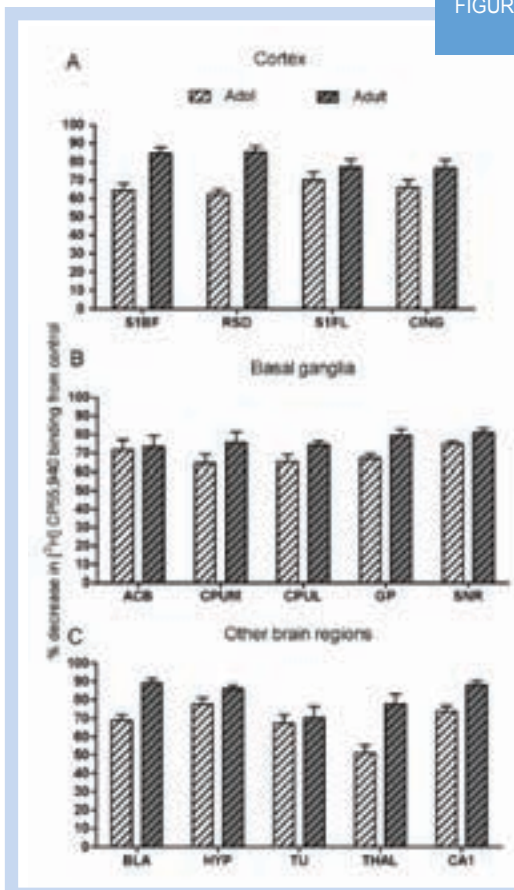 FIGUR
A
Cortex
Adol Adult
100
90
80
70
60
50
40
30
20
10
0
S1BF RSD S1FL CING
% decrease in [³H] CP55,940 binding from control
B
Basal ganglia
100
90
80
70
60
50
40
30
20
10
0
ACB CPUM CPUL GP SNR
C
Other brain regions
100
90
80
70
60
50
40
30
20
10
0
BLA HYP TU THAL CA1